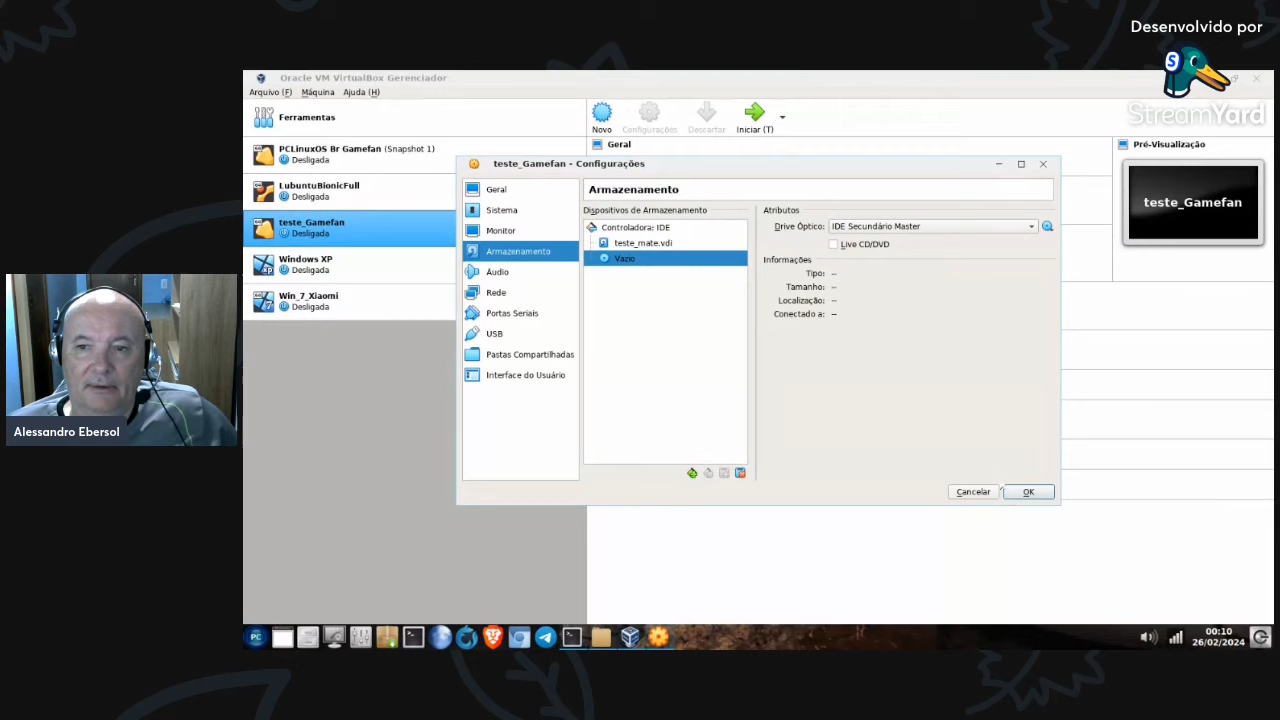 Desenvolvido por
S
StreamYard
Oracle VM VirtualBox Gerenciador
Arquivo (F) Máquina Ajuda (H)
Ferramentas
Novo Configurações Descartar Iniciar (T)
PCLinuxOS Br Gamefan (Snapshot 1)
Desligada
LubuntuBionicFull
Desligada
teste_Gamefan
Desligada
Windows XP
Desligada
Win_7_Xiaomi
Desligada
Geral
Pré-Visualização
teste_Gamefan
teste_Gamefan - Configurações
Geral
Sistema
Monitor
Armazenamento
Áudio
Rede
Portas Seriais
USB
Pastas Compartilhadas
Interface do Usuário
Armazenamento
Dispositivos de Armazenamento
Controladora: IDE
teste_mate.vdi
Vazio
Atributos
Drive Óptico: IDE Secundário Master
Live CD/DVD
Informações
Tipo: --
Tamanho: --
Localização: --
Conectado a: --
Cancelar OK
Alessandro Ebersol
PC
00:10
26/02/2024